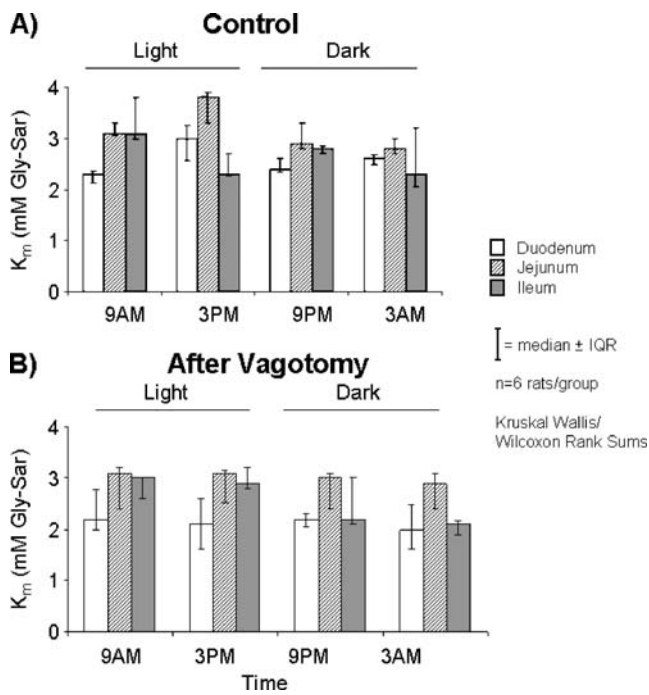 A) Control
Light Dark
K_m (mM Gly-Sar)
4
3
2
1
0
9AM 3PM 9PM 3AM
B) After Vagotomy
Light Dark
K_m (mM Gly-Sar)
4
3
2
1
0
9AM 3PM 9PM 3AM
Time
Duodenum
Jejunum
Ileum
= median ± IQR
n=6 rats/group
Kruskal Wallis/
Wilcoxon Rank Sums